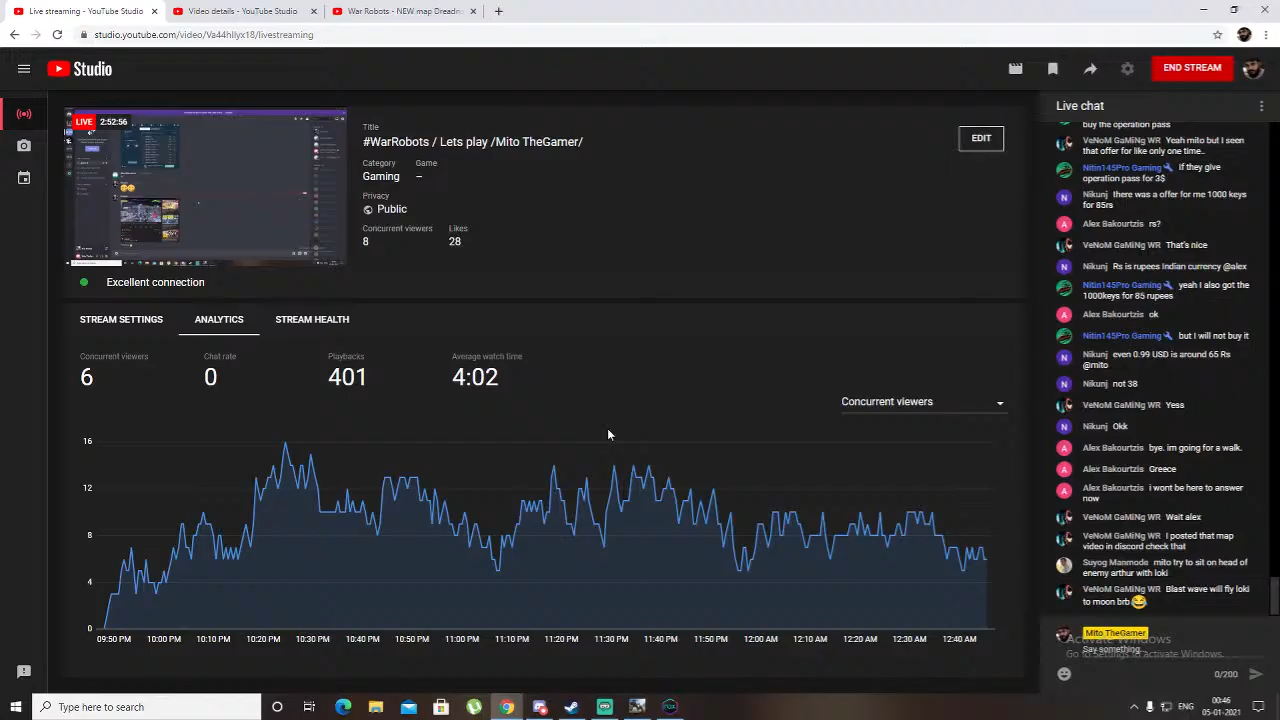 Live streaming - YouTube Studio
Video details - YouTube Studio
War Robots - NEW map Dreadn
studio.youtube.com/video/Va44hIiyx18/livestreaming
Studio
END STREAM
LIVE 2:52:56
Title
#WarRobots / Lets play /Mito TheGamer/
EDIT
Category Game
Gaming –
Privacy
Public
Concurrent viewers Likes
8 28
Excellent connection
STREAM SETTINGS ANALYTICS STREAM HEALTH
Concurrent viewers Chat rate Playbacks Average watch time
6 0 401 4:02
Concurrent viewers
16
12
8
4
0
09:50 PM 10:00 PM 10:10 PM 10:20 PM 10:30 PM 10:40 PM 10:50 PM 11:00 PM 11:10 PM 11:20 PM 11:30 PM 11:40 PM 11:50 PM 12:00 AM 12:10 AM 12:20 AM 12:30 AM 12:40 AM
Live chat
buy the operation pass
VeNoM GaMiNg WR Yeah mito but I seen
that offer for like only one time..
Nitin145Pro Gaming If they give
operation pass for 3$
Nikunj there was a offer for me 1000 keys
for 85rs
Alex Bakourtzis rs?
VeNoM GaMiNg WR That's nice
Nikunj Rs is rupees Indian currency @alex
Nitin145Pro Gaming yeah I also got the
1000keys for 85 rupees
Alex Bakourtzis ok
Nitin145Pro Gaming but I will not buy it
Nikunj even 0.99 USD is around 65 Rs
@mito
Nikunj not 38
VeNoM GaMiNg WR Yess
Nikunj Okk
Alex Bakourtzis bye. im going for a walk.
Alex Bakourtzis Greece
Alex Bakourtzis i wont be here to answer
now
VeNoM GaMiNg WR Wait alex
VeNoM GaMiNg WR I posted that map
video in discord check that
Suyog Manmode mito try to sit on head of
enemy arthur with loki
VeNoM GaMiNg WR Blast wave will fly loki
to moon brb😂
Mito TheGamer
Activate Windows
Say something...
Go to Settings to activate Windows.
0/200
Type here to search
00:46
05-01-2021